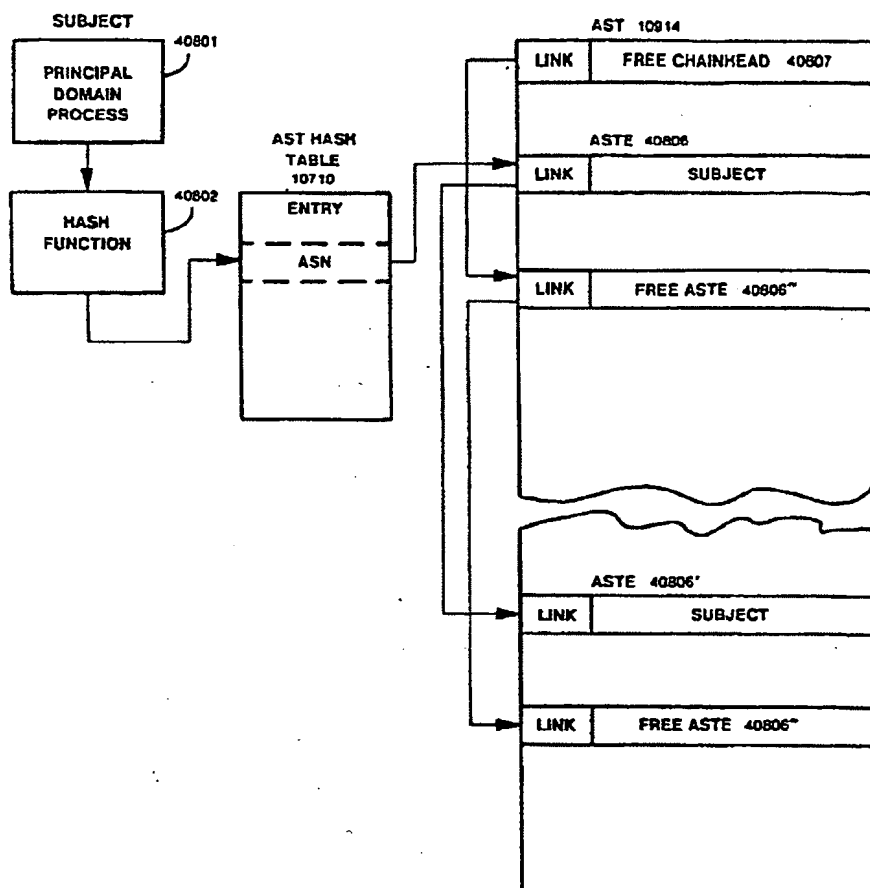 SUBJECT
40801
PRINCIPAL
DOMAIN
PROCESS
40802
HASH
FUNCTION
AST HASH
TABLE
10710
ENTRY
ASN
AST 10914
LINK FREE CHAINHEAD 40807
ASTE 40806
LINK SUBJECT
LINK FREE ASTE 40806"
ASTE 40806'
LINK SUBJECT
LINK FREE ASTE 40806"